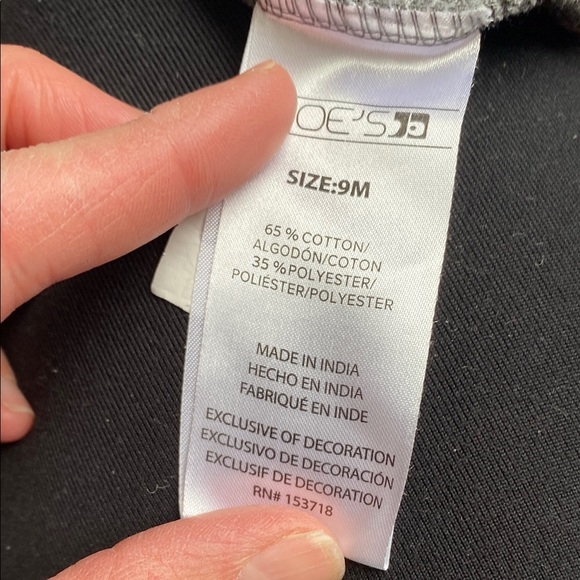 OE'S
SIZE:9M
65 % COTTON/
ALGODÓN/COTON
35 %POLYESTER/
POLIÉSTER/POLYESTER
MADE IN INDIA
HECHO EN INDIA
FABRIQUÉ EN INDE
EXCLUSIVE OF DECORATION
EXCLUSIVO DE DECORACIÓN
EXCLUSIF DE DECORATION
RN# 153718